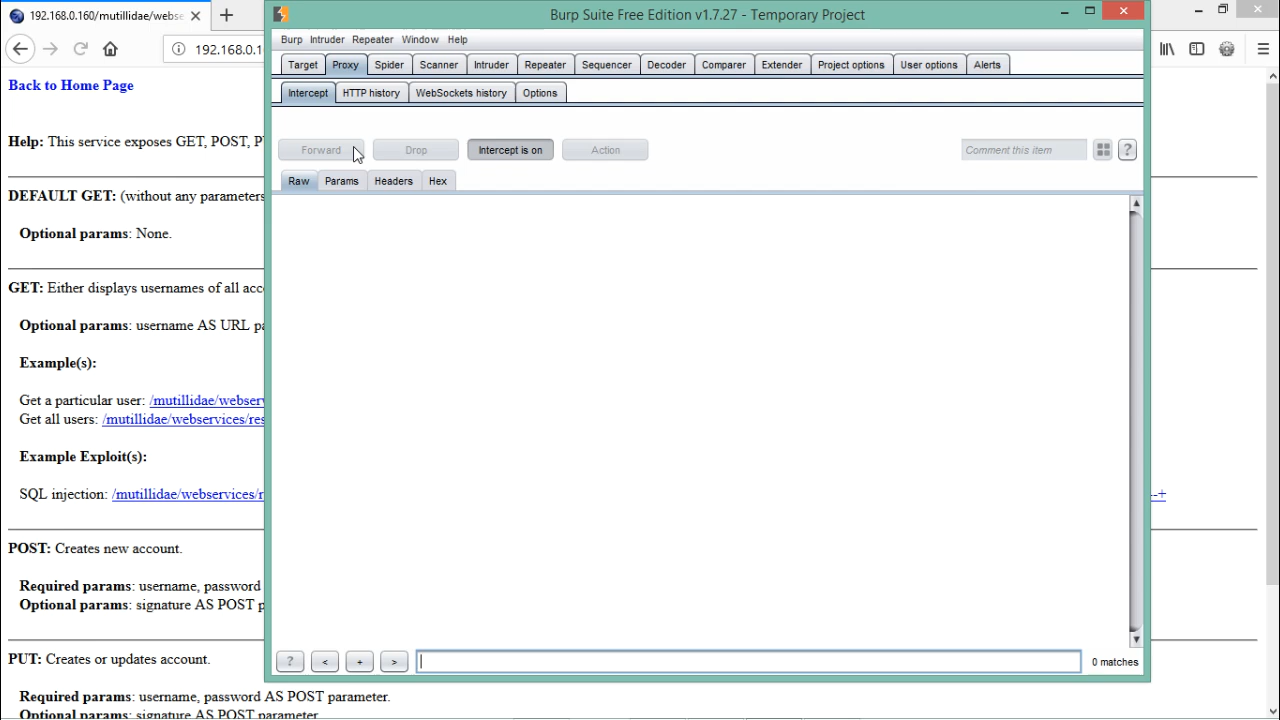 192.168.0.160/mutillidae/webse
Burp Suite Free Edition v1.7.27 - Temporary Project
192.168.0.1
Burp Intruder Repeater Window Help
Target Proxy Spider Scanner Intruder Repeater Sequencer Decoder Comparer Extender Project options User options Alerts
Intercept HTTP history WebSockets history Options
Forward Drop Intercept is on Action Comment this item ?
Raw Params Headers Hex
? < + > 0 matches
Back to Home Page
Help: This service exposes GET, POST, P
DEFAULT GET: (without any parameters
Optional params: None.
GET: Either displays usernames of all acc
Optional params: username AS URL pa
Example(s):
Get a particular user: /mutillidae/webserv
Get all users: /mutillidae/webservices/res
Example Exploit(s):
SQL injection: /mutillidae/webservices/r --+
POST: Creates new account.
Required params: username, password
Optional params: signature AS POST p
PUT: Creates or updates account.
Required params: username, password AS POST parameter.
Optional params: signature AS POST parameter.